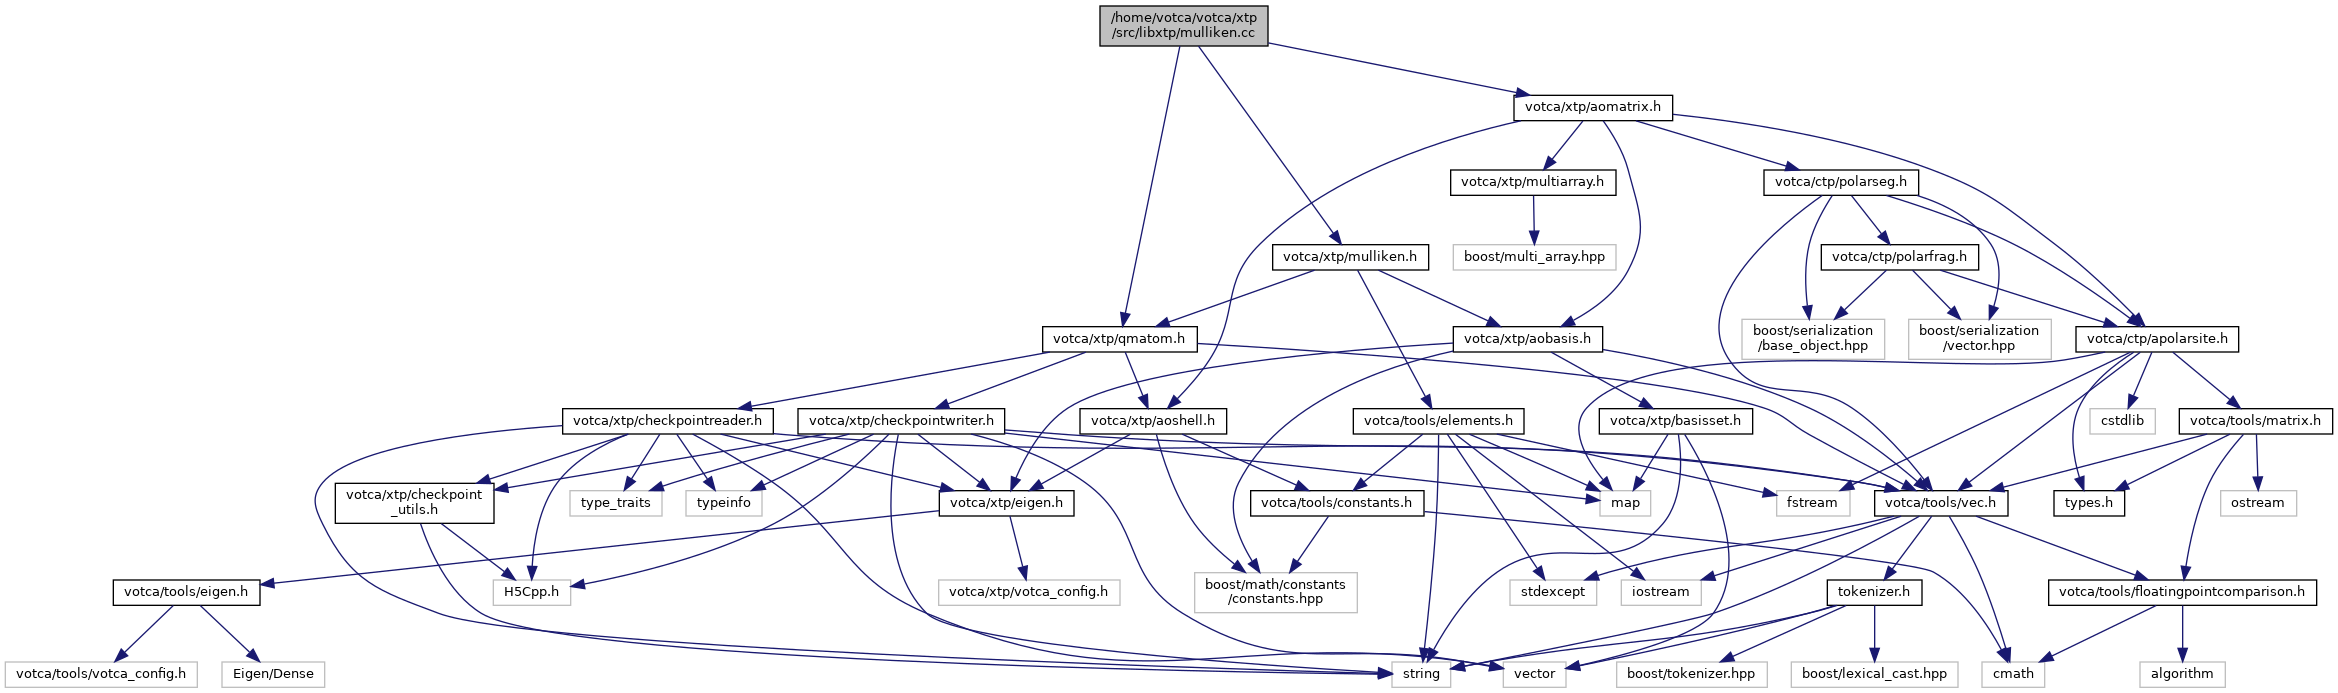 /home/votca/votca/xtp
/src/libxtp/mulliken.cc
votca/xtp/aomatrix.h
votca/xtp/multiarray.h
votca/ctp/polarseg.h
votca/xtp/mulliken.h
boost/multi_array.hpp
votca/ctp/polarfrag.h
votca/xtp/qmatom.h
votca/xtp/aobasis.h
boost/serialization
/base_object.hpp
boost/serialization
/vector.hpp
votca/ctp/apolarsite.h
votca/xtp/checkpointreader.h
votca/xtp/checkpointwriter.h
votca/xtp/aoshell.h
votca/tools/elements.h
votca/xtp/basisset.h
cstdlib
votca/tools/matrix.h
votca/xtp/checkpoint
_utils.h
type_traits
typeinfo
votca/xtp/eigen.h
votca/tools/constants.h
map
fstream
votca/tools/vec.h
types.h
ostream
votca/tools/eigen.h
H5Cpp.h
votca/xtp/votca_config.h
boost/math/constants
/constants.hpp
stdexcept
iostream
tokenizer.h
votca/tools/floatingpointcomparison.h
votca/tools/votca_config.h
Eigen/Dense
string
vector
boost/tokenizer.hpp
boost/lexical_cast.hpp
cmath
algorithm